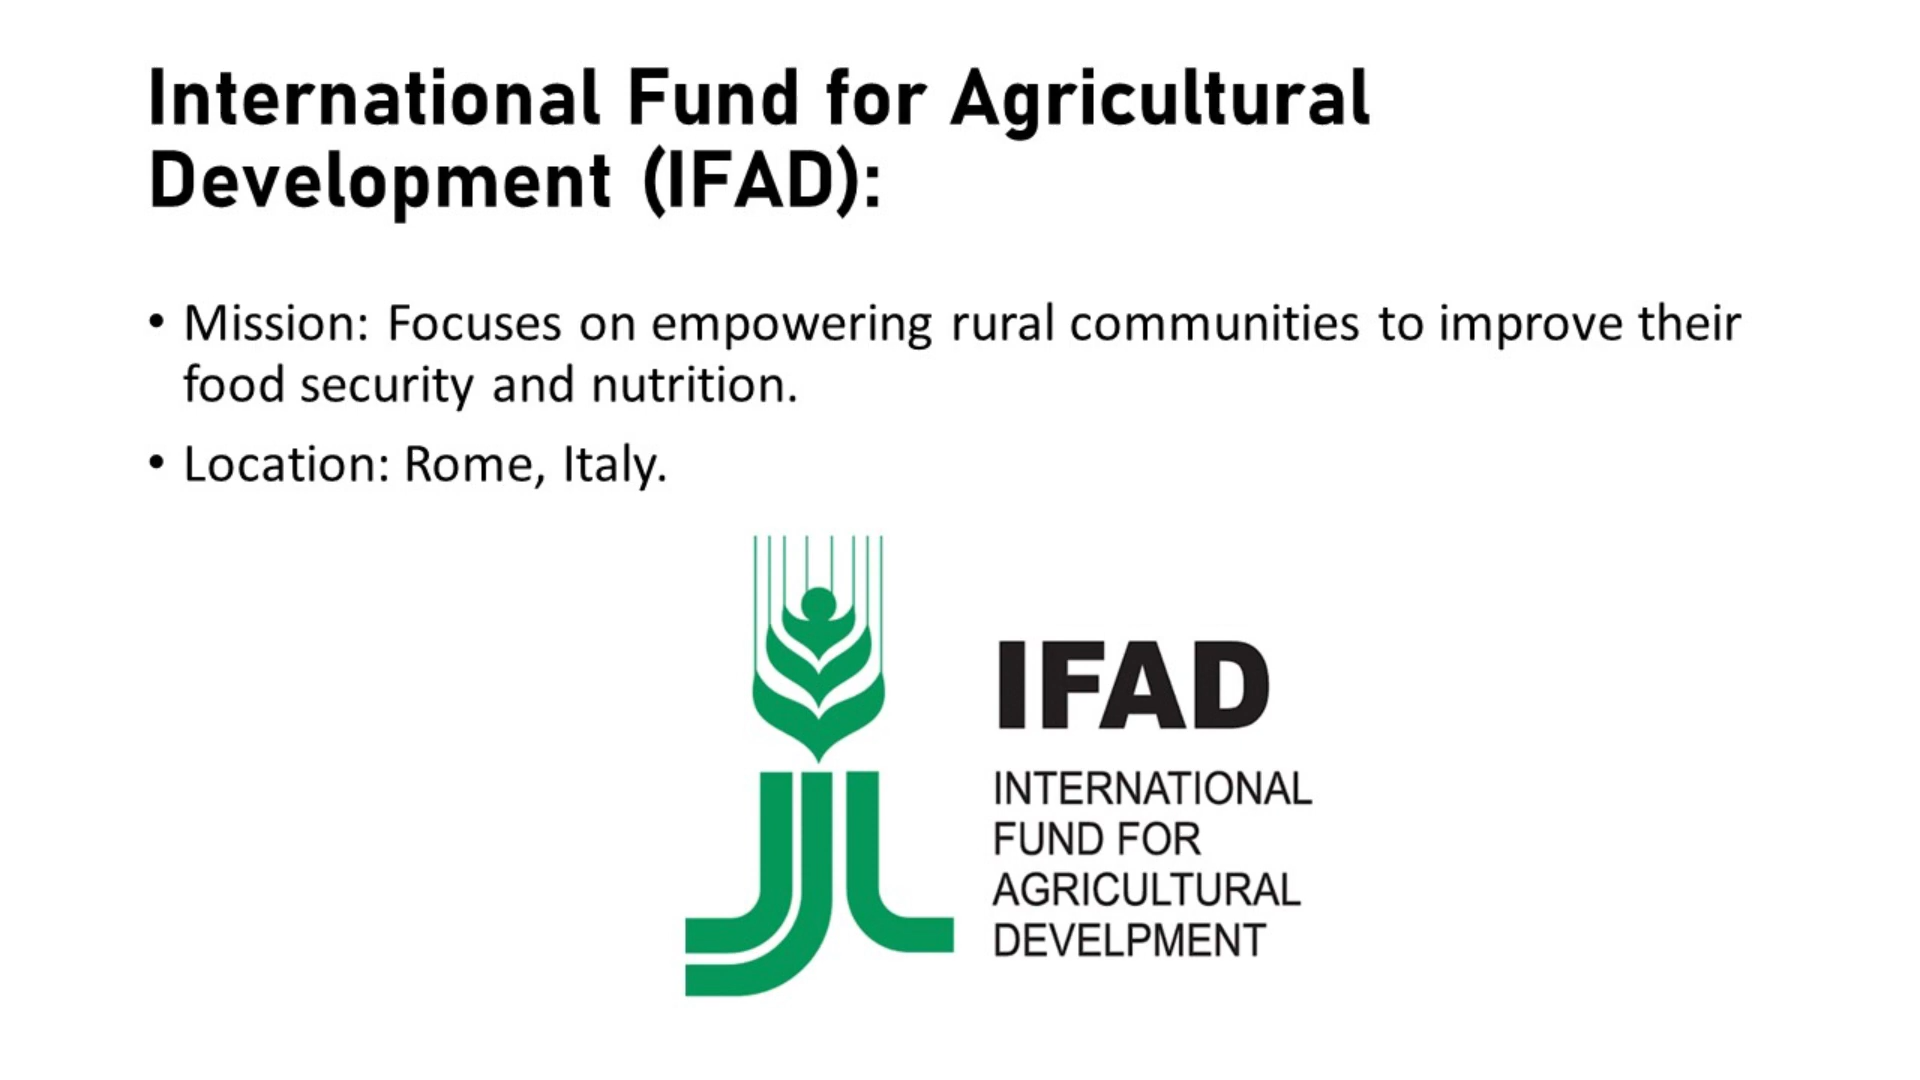 International Fund for Agricultural
Development (IFAD):
• Mission: Focuses on empowering rural communities to improve their
food security and nutrition.
• Location: Rome, Italy.
IFAD
INTERNATIONAL
FUND FOR
AGRICULTURAL
DEVELPMENT